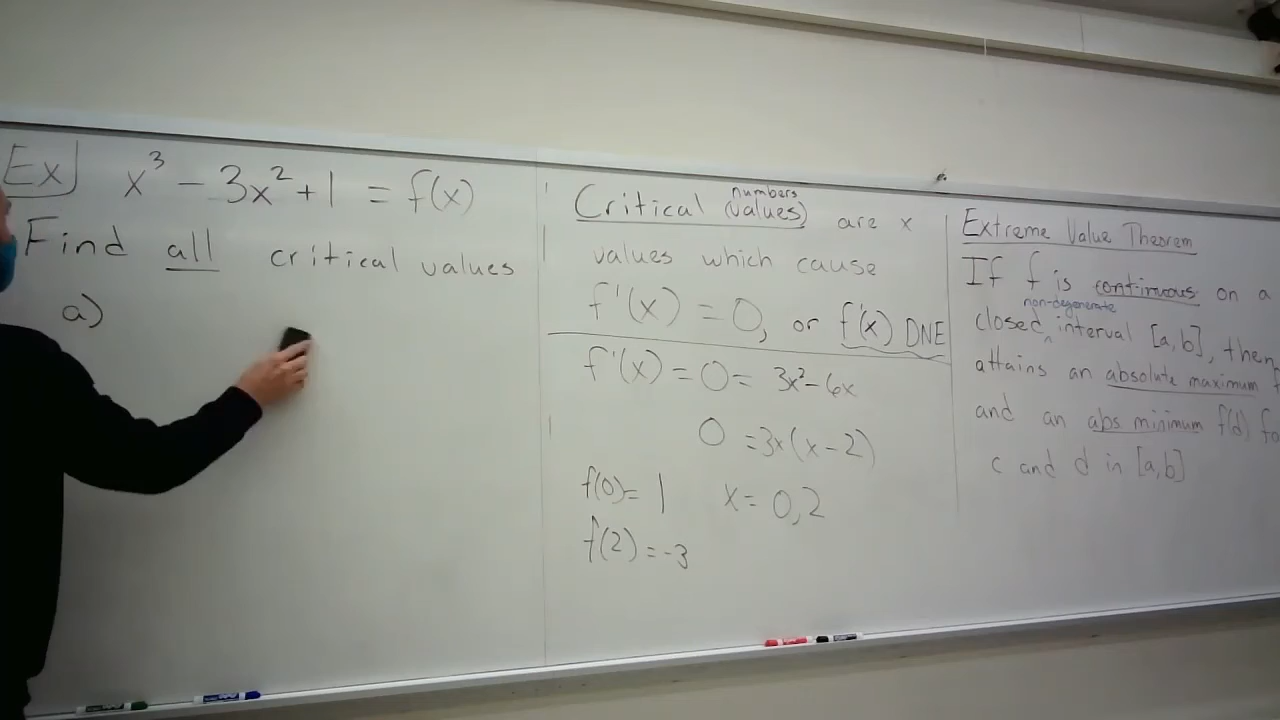 Ex x³ - 3x² + 1 = f(x)
Find all critical values
a)
numbers
Critical (values) are x
values which cause
f'(x) = 0, or f'(x) DNE
f'(x) = 0 = 3x² - 6x
0 = 3x(x - 2)
f(0) = 1 x = 0, 2
f(2) = -3
Extreme Value Theorem
If f is continuous on a
non-degenerate
closed interval [a,b], then
attains an absolute maximum
and an abs minimum f(d)
c and d in [a,b]